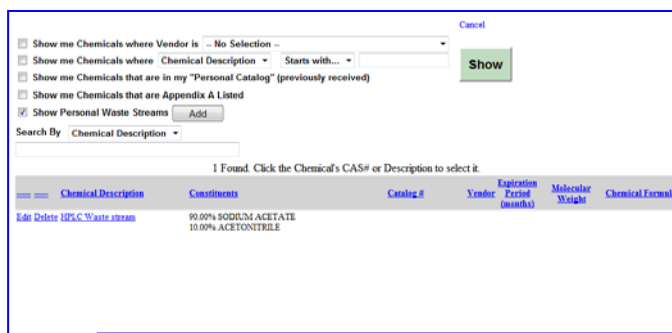 Cancel
Show me Chemicals where Vendor is -- No Selection --
Show me Chemicals where Chemical Description Starts with...
Show me Chemicals that are in my "Personal Catalog" (previously received)
Show
Show me Chemicals that are Appendix A Listed
Show Personal Waste Streams Add
Search By Chemical Description
1 Found. Click the Chemical's CAS# or Description to select it.
Chemical Description Constituents Catalog # Vendor Expiration Period (months) Molecular Weight Chemical Formul
Edit Delete HPLC Waste stream 90.00% SODIUM ACETATE
10.00% ACETONITRILE